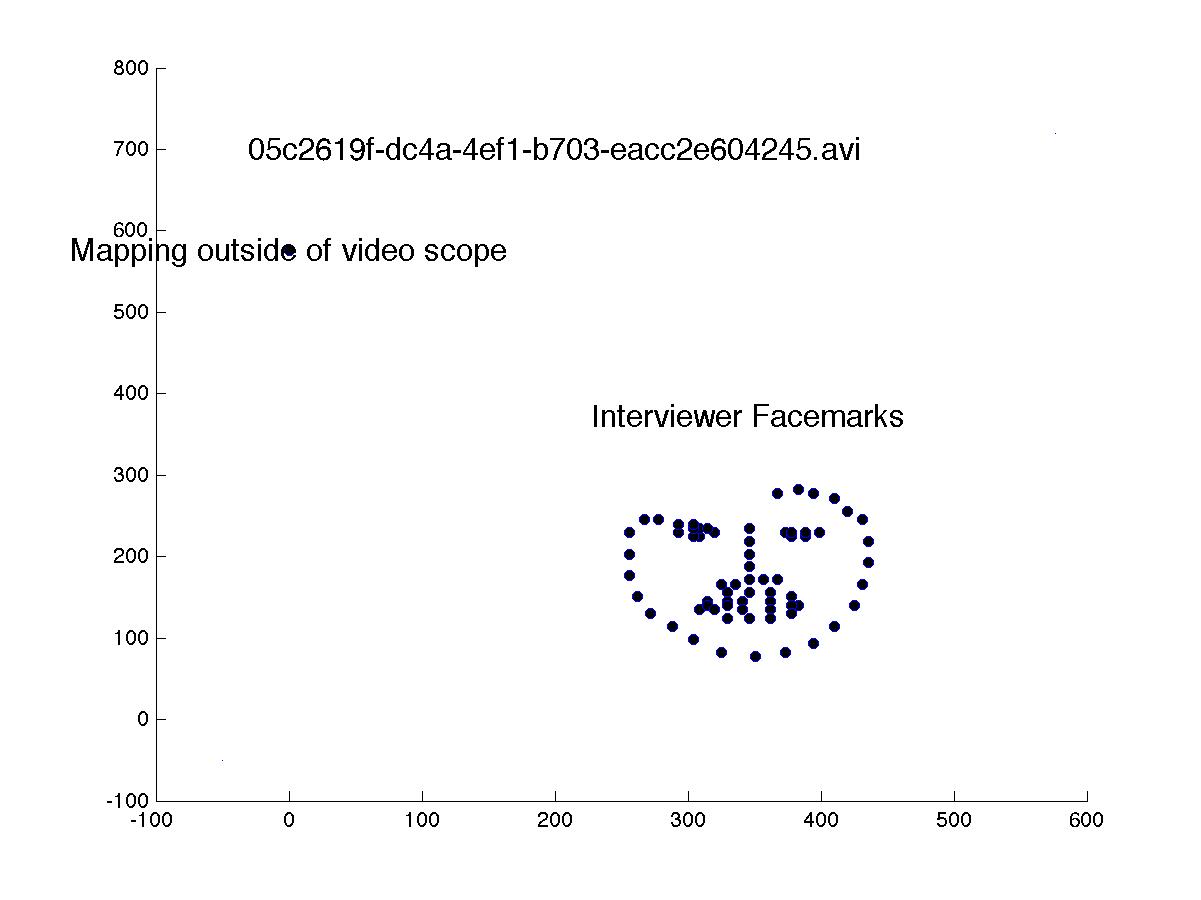 800
700
05c2619f-dc4a-4ef1-b703-eacc2e604245.avi
600
Mapping outside of video scope
500
400
Interviewer Facemarks
300
200
100
0
-100
-100 0 100 200 300 400 500 600